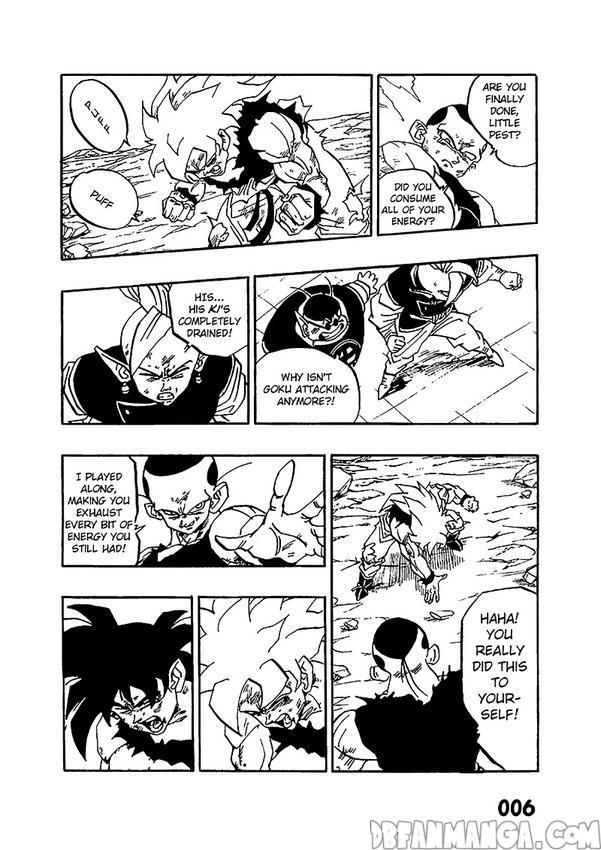 PUFF
PUFF
ARE YOU
FINALLY
DONE,
LITTLE
PEST?
DID YOU
CONSUME
ALL OF YOUR
ENERGY?
HIS...
HIS KI'S
COMPLETELY
DRAINED!
WHY ISN'T
GOKU ATTACKING
ANYMORE?!
I PLAYED
ALONG,
MAKING YOU
EXHAUST
EVERY BIT OF
ENERGY YOU
STILL HAD!
HAHA!
YOU
REALLY
DID THIS
TO
YOUR-
SELF!
006
DBFANMANGA.COM